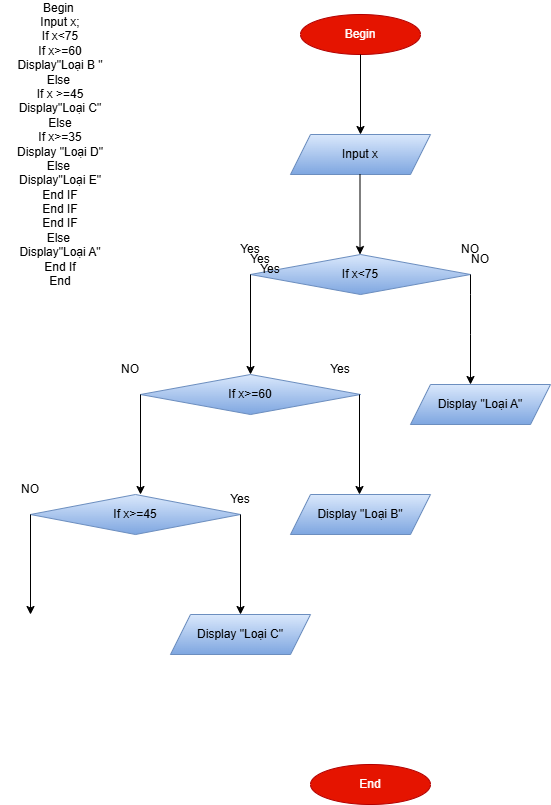 Begin
Input x;
If x<75
If x>=60
Display"Loại B "
Else
If x >=45
Display"Loại C"
Else
If x>=35
Display "Loại D"
Else
Display"Loại E"
End IF
End IF
End IF
Else
Display"Loại A"
End If
End
Begin
Input x
Yes
Yes
Yes
If x<75
NO
NO
NO
If x>=60
Yes
Display "Loại A"
NO
If x>=45
Yes
Display "Loại B"
Display "Loại C"
End